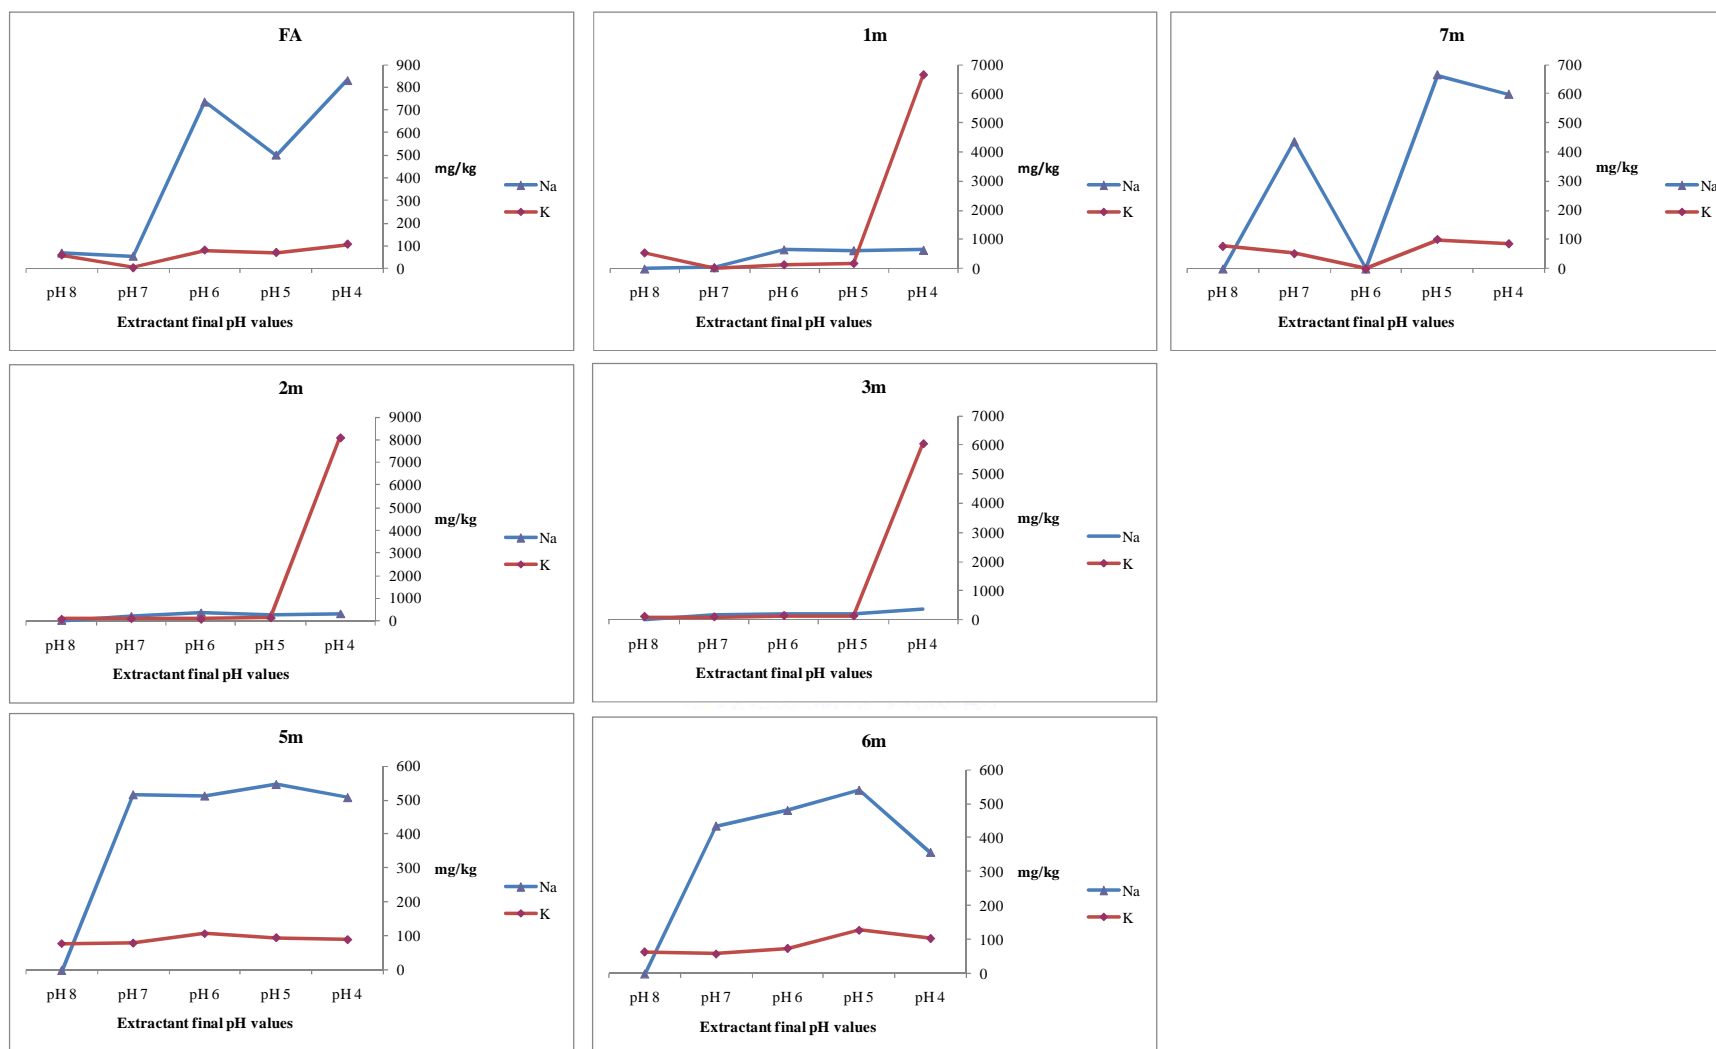 FA
900
800
700
600
500
400
300
200
100
0
mg/kg
Na
K
pH 8 pH 7 pH 6 pH 5 pH 4
Extractant final pH values
1m
7000
6000
5000
4000
3000
2000
1000
0
mg/kg
Na
K
pH 8 pH 7 pH 6 pH 5 pH 4
Extractant final pH values
7m
700
600
500
400
300
200
100
0
mg/kg
Na
K
pH 8 pH 7 pH 6 pH 5 pH 4
Extractant final pH values
2m
9000
8000
7000
6000
5000
4000
3000
2000
1000
0
mg/kg
Na
K
pH 8 pH 7 pH 6 pH 5 pH 4
Extractant final pH values
3m
7000
6000
5000
4000
3000
2000
1000
0
mg/kg
Na
K
pH 8 pH 7 pH 6 pH 5 pH 4
Extractant final pH values
5m
600
500
400
300
200
100
0
mg/kg
Na
K
pH 8 pH 7 pH 6 pH 5 pH 4
Extractant final pH values
6m
600
500
400
300
200
100
0
mg/kg
Na
K
pH 8 pH 7 pH 6 pH 5 pH 4
Extractant final pH values